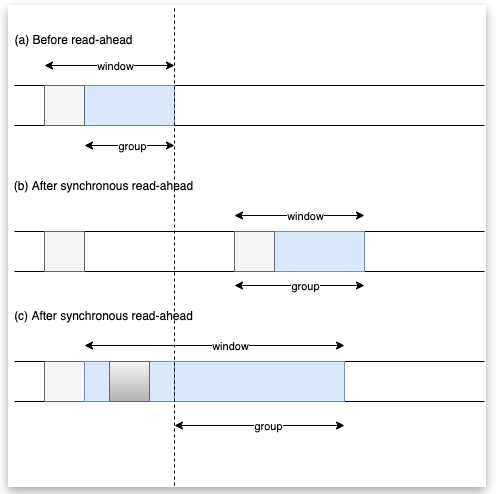 (a) Before read-ahead
window
group
(b) After synchronous read-ahead
window
group
(c) After synchronous read-ahead
window
group